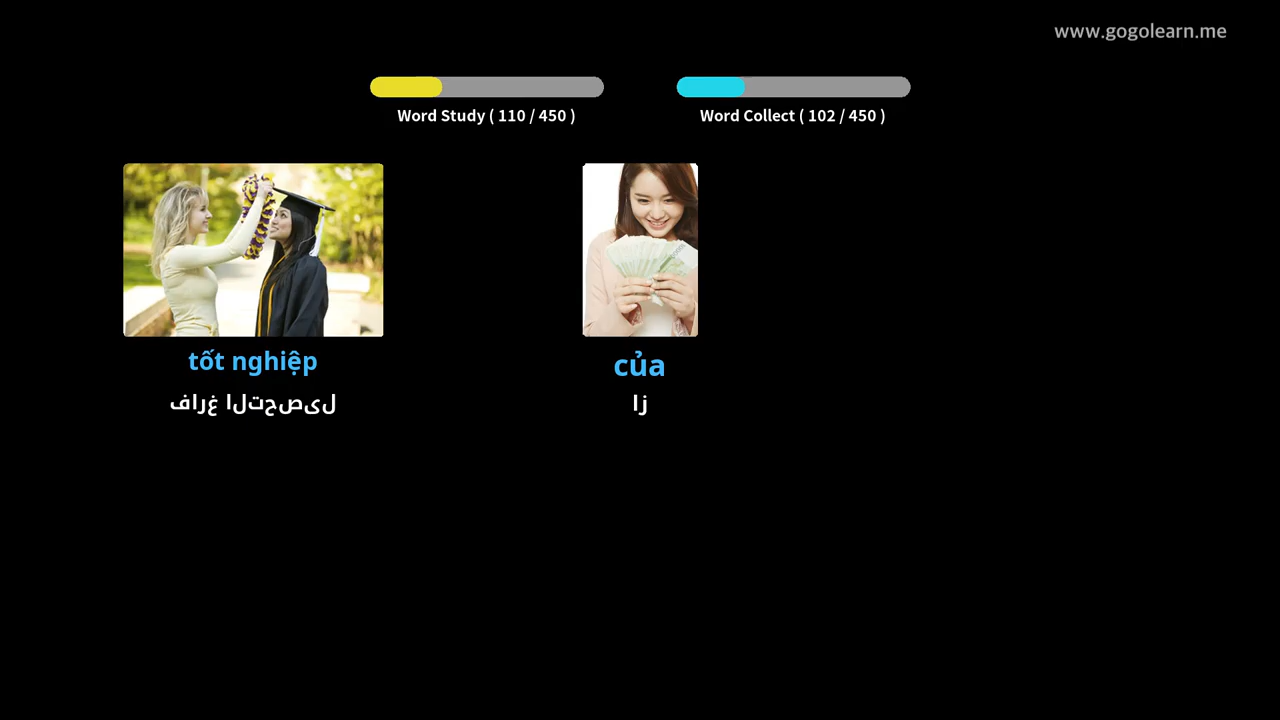 www.gogolearn.me
Word Study ( 110 / 450 )
Word Collect ( 102 / 450 )
tốt nghiệp
của
فارغ التحصیل
از